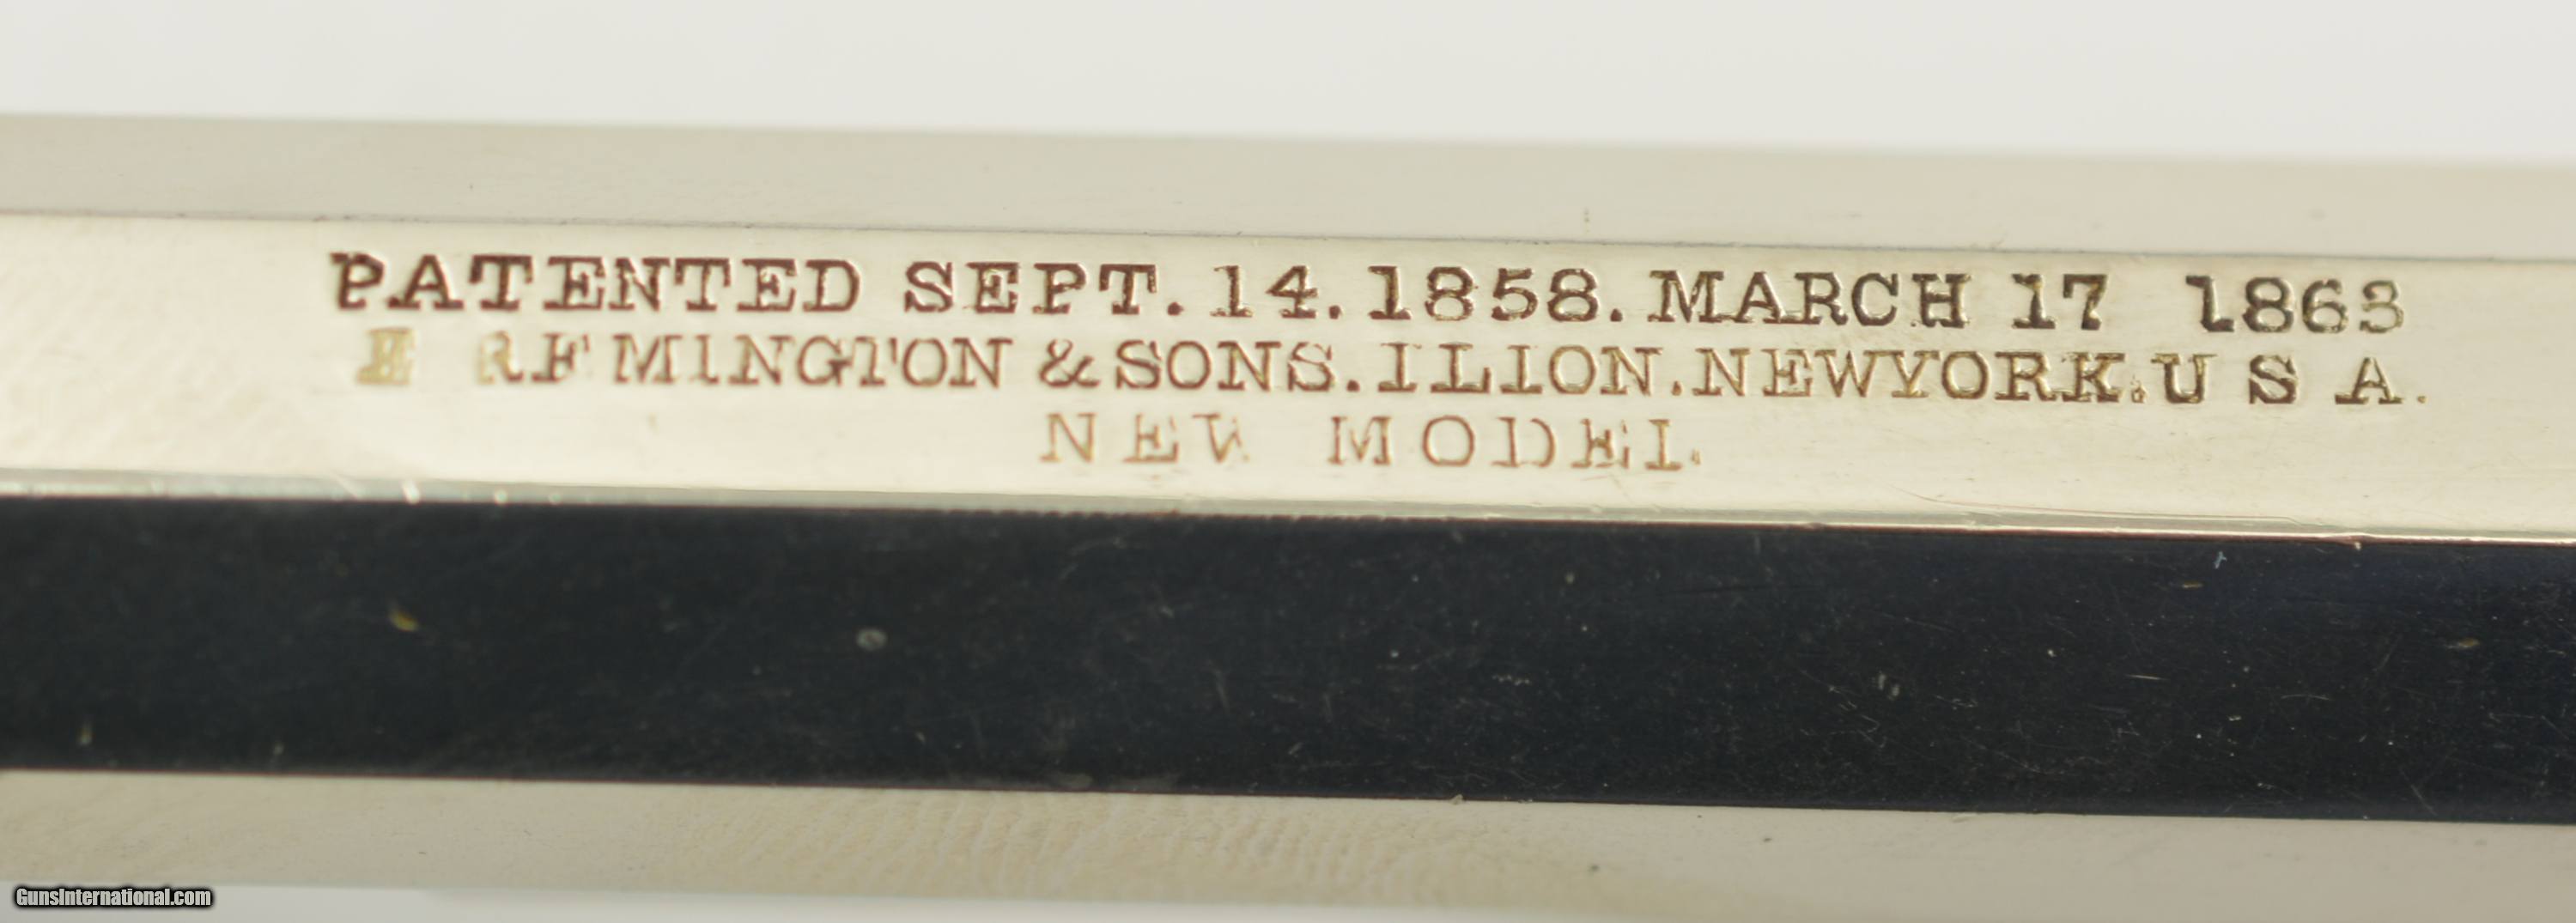 PATENTED SEPT. 14. 1858. MARCH 17 1863
E REMINGTON & SONS. ILION. NEWYORK. U S A.
NEW MODEL.
GunsInternational.com